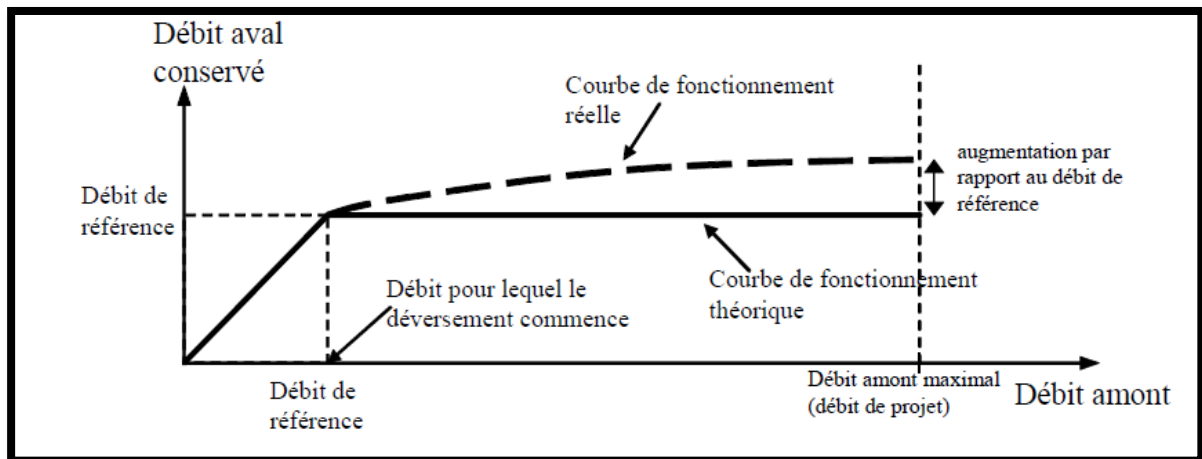 Débit aval
conservé
Courbe de fonctionnement
réelle
augmentation par
rapport au débit de
référence
Débit de
référence
Courbe de fonctionnement
théorique
Débit pour lequel le
déversement commence
Débit de
référence
Débit amont maximal
(débit de projet)
Débit amont